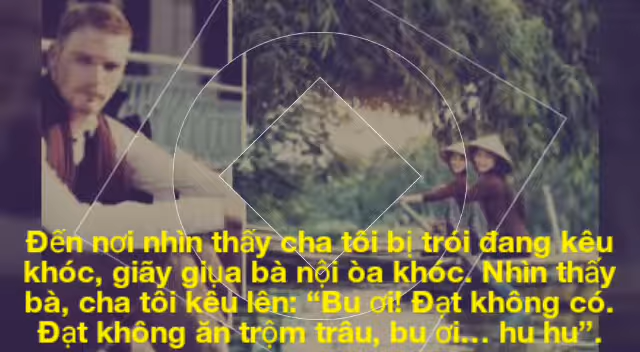 Đến nơi nhìn thấy cha tôi bị trói đang kêu
khóc, giãy giụa bà nội òa khóc. Nhìn thấy
bà, cha tôi kêu lên: “Bu ơi! Đạt không có.
Đạt không ăn trộm trâu, bu ơi... hu hu”.